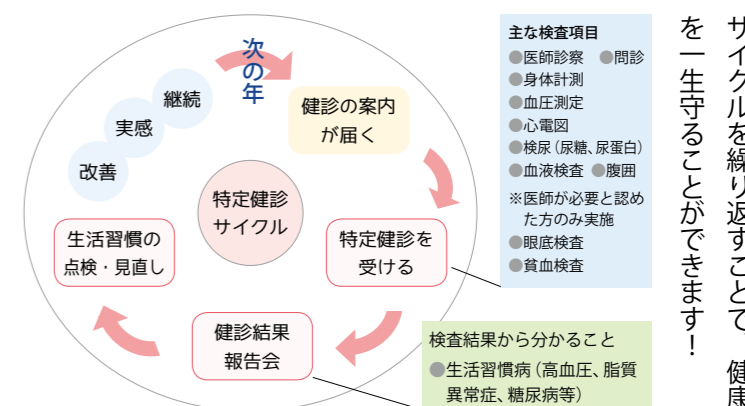 サイクルを繰り返すことで、健康
を一生守ることができます！
次の年
健診の案内
が届く
特定健診を
受ける
健診結果
報告会
生活習慣の
点検・見直し
改善
実感
継続
特定健診
サイクル
主な検査項目
●医師診察 ●問診
●身体計測
●血圧測定
●心電図
●検尿（尿糖、尿蛋白）
●血液検査 ●腹囲
※医師が必要と認め
た方のみ実施
●眼底検査
●貧血検査
検査結果から分かること
●生活習慣病（高血圧、脂質
異常症、糖尿病等）